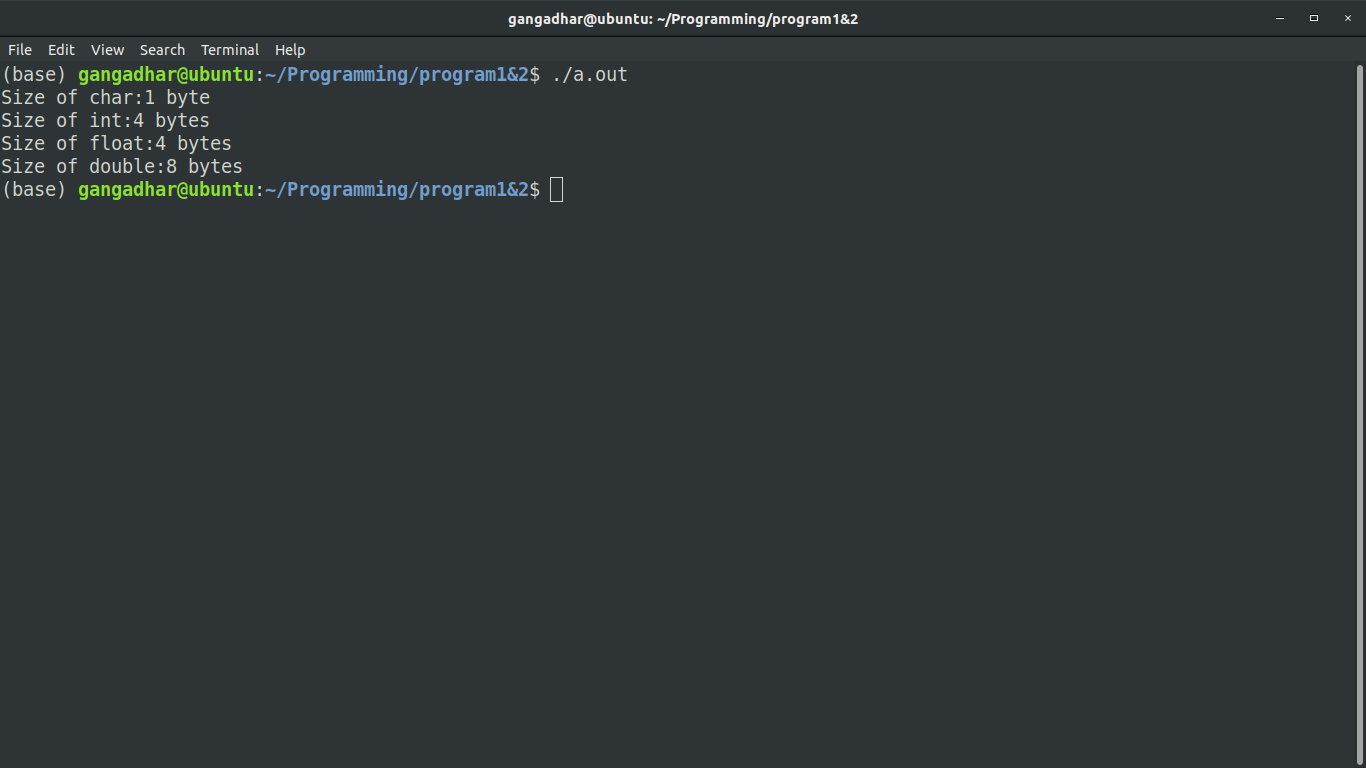 gangadhar@ubuntu: ~/Programming/program1&2
File Edit View Search Terminal Help
(base) gangadhar@ubuntu:~/Programming/program1&2$ ./a.out
Size of char:1 byte
Size of int:4 bytes
Size of float:4 bytes
Size of double:8 bytes
(base) gangadhar@ubuntu:~/Programming/program1&2$